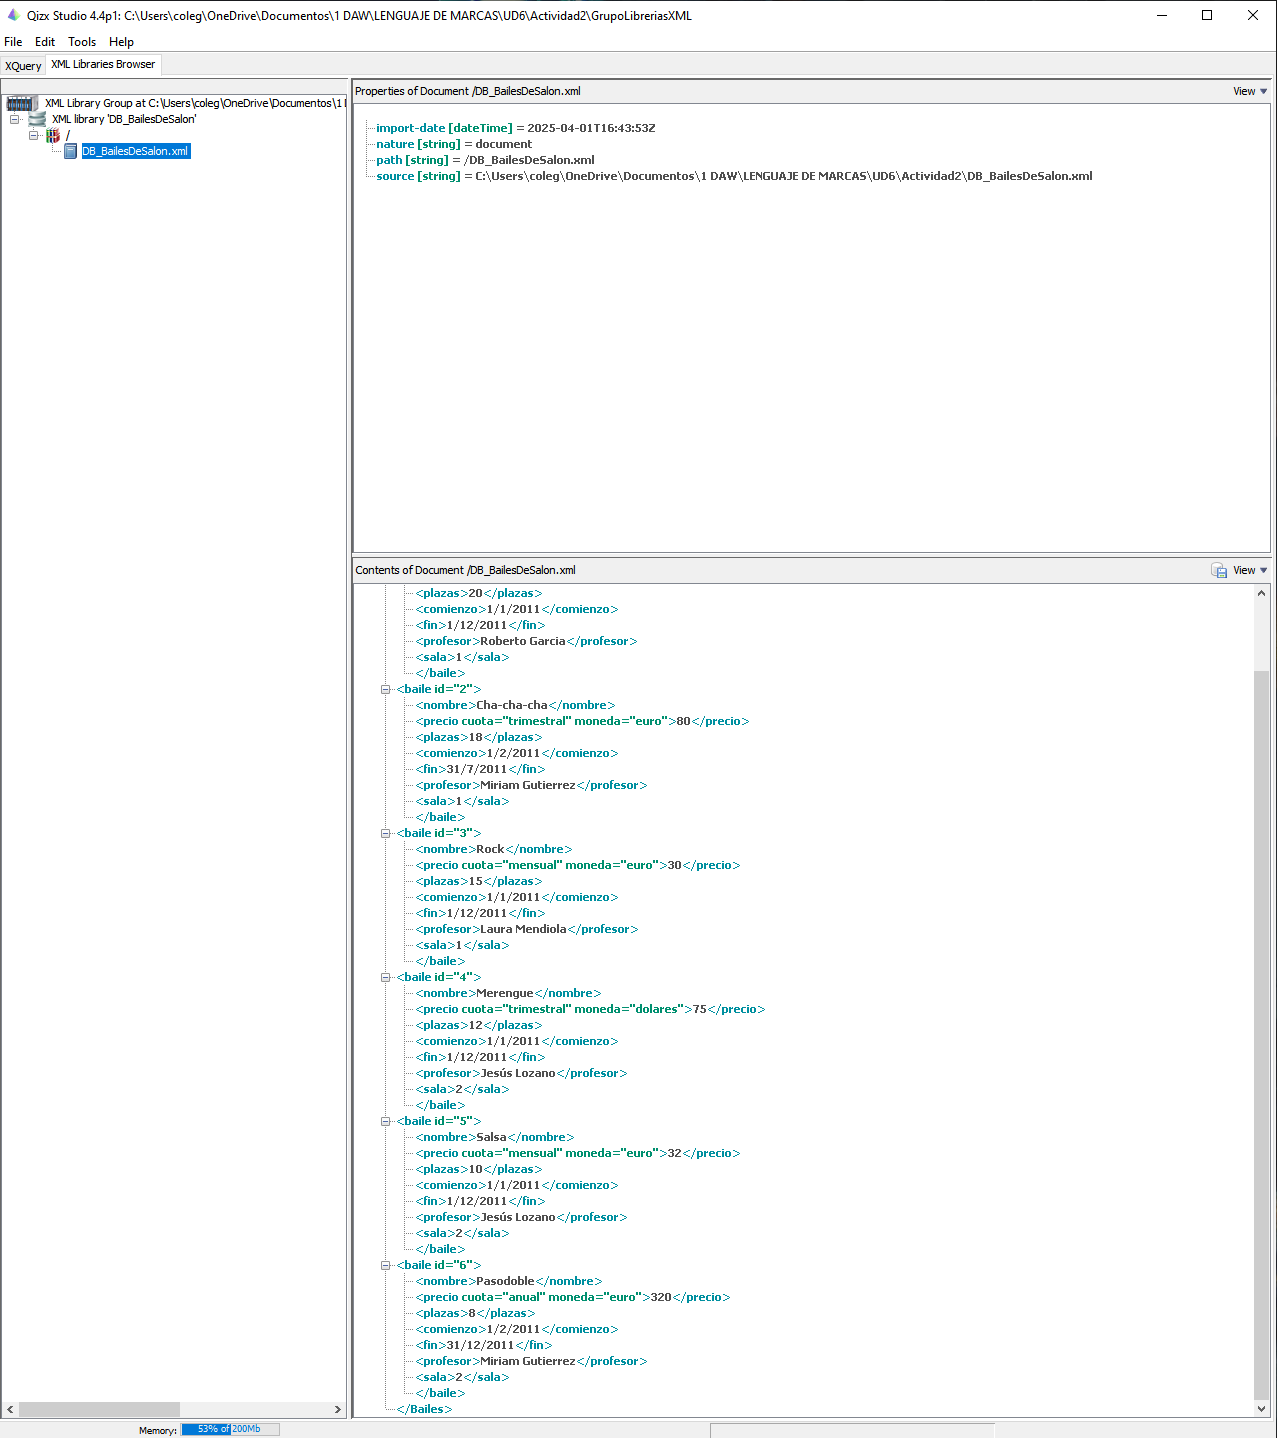 Qizx Studio 4.4p1: C:\Users\coleg\OneDrive\Documentos\1 DAW\LENGUAJE DE MARCAS\UD6\Actividad2\GrupoLibreriasXML
File Edit Tools Help
XQuery XML Libraries Browser
XML Library Group at C:\Users\coleg\OneDrive\Documentos\1
XML library 'DB_BailesDeSalon'
/
DB_BailesDeSalon.xml
Properties of Document /DB_BailesDeSalon.xml View
import-date [dateTime] = 2025-04-01T16:43:53Z
nature [string] = document
path [string] = /DB_BailesDeSalon.xml
source [string] = C:\Users\coleg\OneDrive\Documentos\1 DAW\LENGUAJE DE MARCAS\UD6\Actividad2\DB_BailesDeSalon.xml
Contents of Document /DB_BailesDeSalon.xml View
<plazas>20</plazas>
<comienzo>1/1/2011</comienzo>
<fin>1/12/2011</fin>
<profesor>Roberto Garcia</profesor>
<sala>1</sala>
</baile>
<baile id="2">
<nombre>Cha-cha-cha</nombre>
<precio cuota="trimestral" moneda="euro">80</precio>
<plazas>18</plazas>
<comienzo>1/2/2011</comienzo>
<fin>31/7/2011</fin>
<profesor>Miriam Gutierrez</profesor>
<sala>1</sala>
</baile>
<baile id="3">
<nombre>Rock</nombre>
<precio cuota="mensual" moneda="euro">30</precio>
<plazas>15</plazas>
<comienzo>1/1/2011</comienzo>
<fin>1/12/2011</fin>
<profesor>Laura Mendiola</profesor>
<sala>1</sala>
</baile>
<baile id="4">
<nombre>Merengue</nombre>
<precio cuota="trimestral" moneda="dolares">75</precio>
<plazas>12</plazas>
<comienzo>1/1/2011</comienzo>
<fin>1/12/2011</fin>
<profesor>Jesús Lozano</profesor>
<sala>2</sala>
</baile>
<baile id="5">
<nombre>Salsa</nombre>
<precio cuota="mensual" moneda="euro">32</precio>
<plazas>10</plazas>
<comienzo>1/1/2011</comienzo>
<fin>1/12/2011</fin>
<profesor>Jesús Lozano</profesor>
<sala>2</sala>
</baile>
<baile id="6">
<nombre>Pasodoble</nombre>
<precio cuota="anual" moneda="euro">320</precio>
<plazas>8</plazas>
<comienzo>1/2/2011</comienzo>
<fin>31/12/2011</fin>
<profesor>Miriam Gutierrez</profesor>
<sala>2</sala>
</baile>
</Bailes>
Memory: 53% of 200Mb